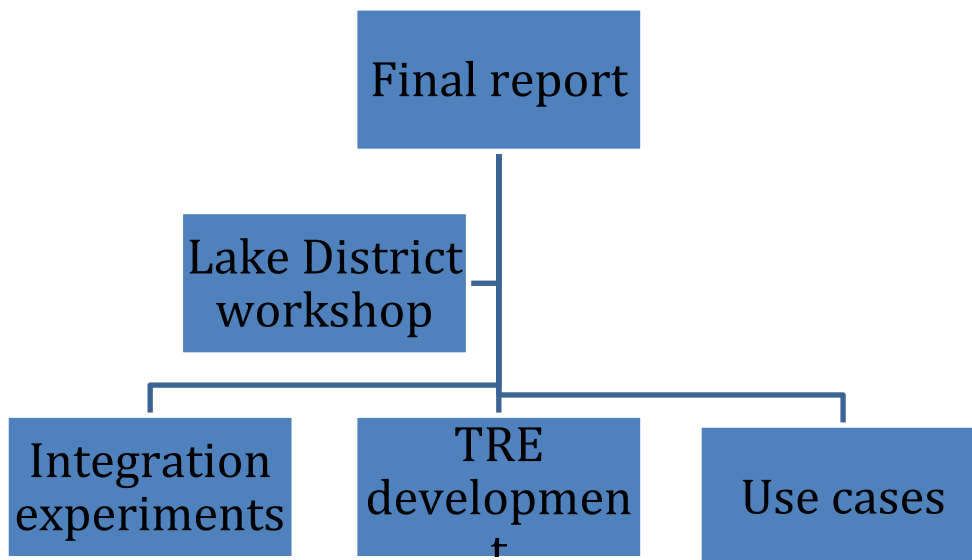 Final report
Lake District
workshop
Integration
experiments
TRE
developmen
t
Use cases